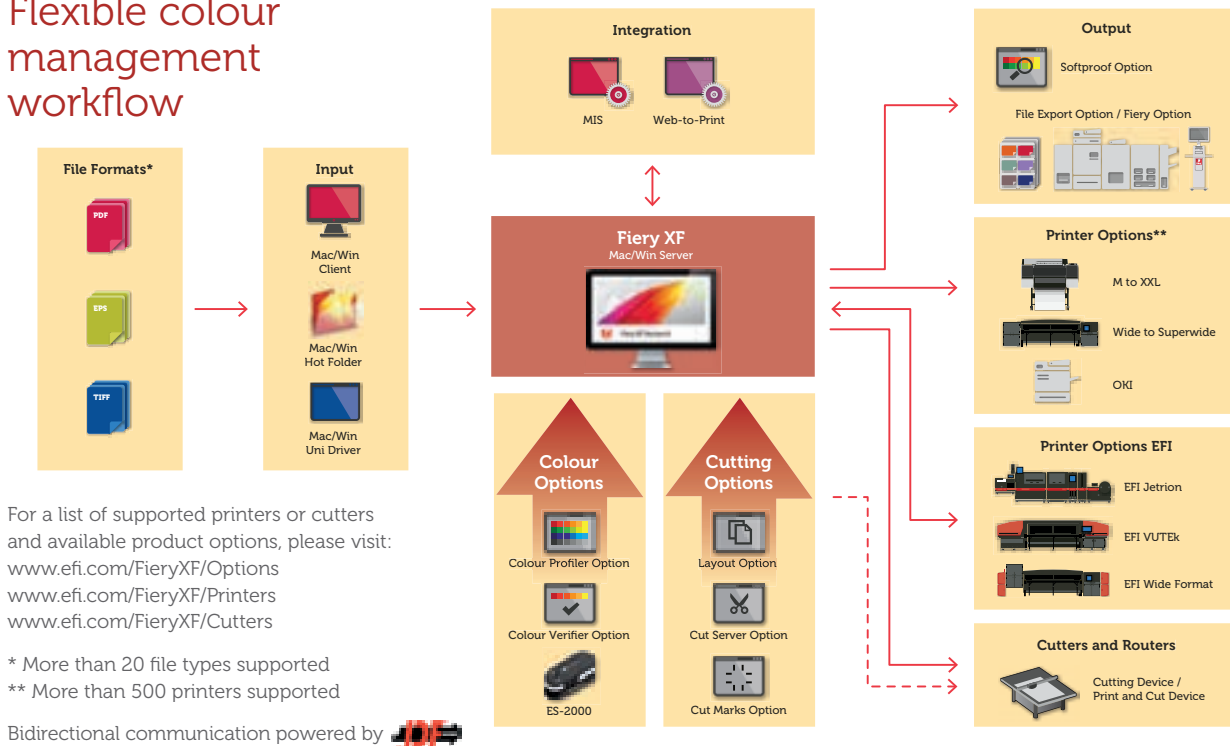 Flexible colour
management
workflow
File Formats*
PDF
EPS
TIFF
Input
Mac/Win
Client
Mac/Win
Hot Folder
Mac/Win
Uni Driver
Integration
MIS
Web-to-Print
Fiery XF
Mac/Win Server
Colour
Options
Colour Profiler Option
Colour Verifier Option
ES-2000
Cutting
Options
Layout Option
Cut Server Option
Cut Marks Option
Output
Softproof Option
File Export Option / Fiery Option
Printer Options**
M to XXL
Wide to Superwide
OKI
Printer Options EFI
EFI Jetrion
EFI VUTEk
EFI Wide Format
Cutters and Routers
Cutting Device /
Print and Cut Device
For a list of supported printers or cutters
and available product options, please visit:
www.efi.com/FieryXF/Options
www.efi.com/FieryXF/Printers
www.efi.com/FieryXF/Cutters
* More than 20 file types supported
** More than 500 printers supported
Bidirectional communication powered by JDF